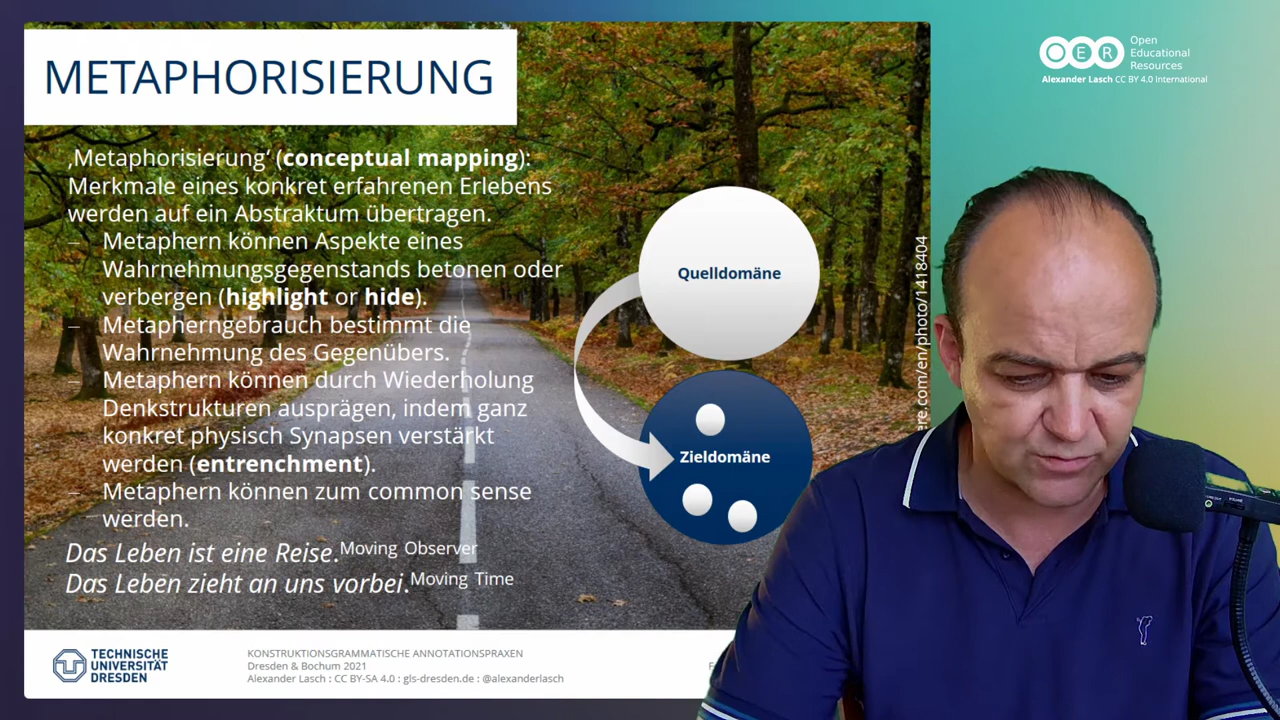 METAPHORISIERUNG
‚Metaphorisierung‘ (conceptual mapping):
Merkmale eines konkret erfahrenen Erlebens
werden auf ein Abstraktum übertragen.
– Metaphern können Aspekte eines
Wahrnehmungsgegenstands betonen oder
verbergen (highlight or hide).
– Metapherngebrauch bestimmt die
Wahrnehmung des Gegenübers.
– Metaphern können durch Wiederholung
Denkstrukturen ausprägen, indem ganz
konkret physisch Synapsen verstärkt
werden (entrenchment).
– Metaphern können zum common sense
werden.
Das Leben ist eine Reise.Moving Observer
Das Leben zieht an uns vorbei.Moving Time
Quelldomäne
Zieldomäne
ere.com/en/photo/1418404
TECHNISCHE
UNIVERSITÄT
DRESDEN
KONSTRUKTIONSGRAMMATISCHE ANNOTATIONSPRAXEN
Dresden & Bochum 2021
Alexander Lasch : CC BY-SA 4.0 : gls-dresden.de : @alexanderlasch
OER
Open
Educational
Resources
Alexander Lasch CC BY 4.0 International